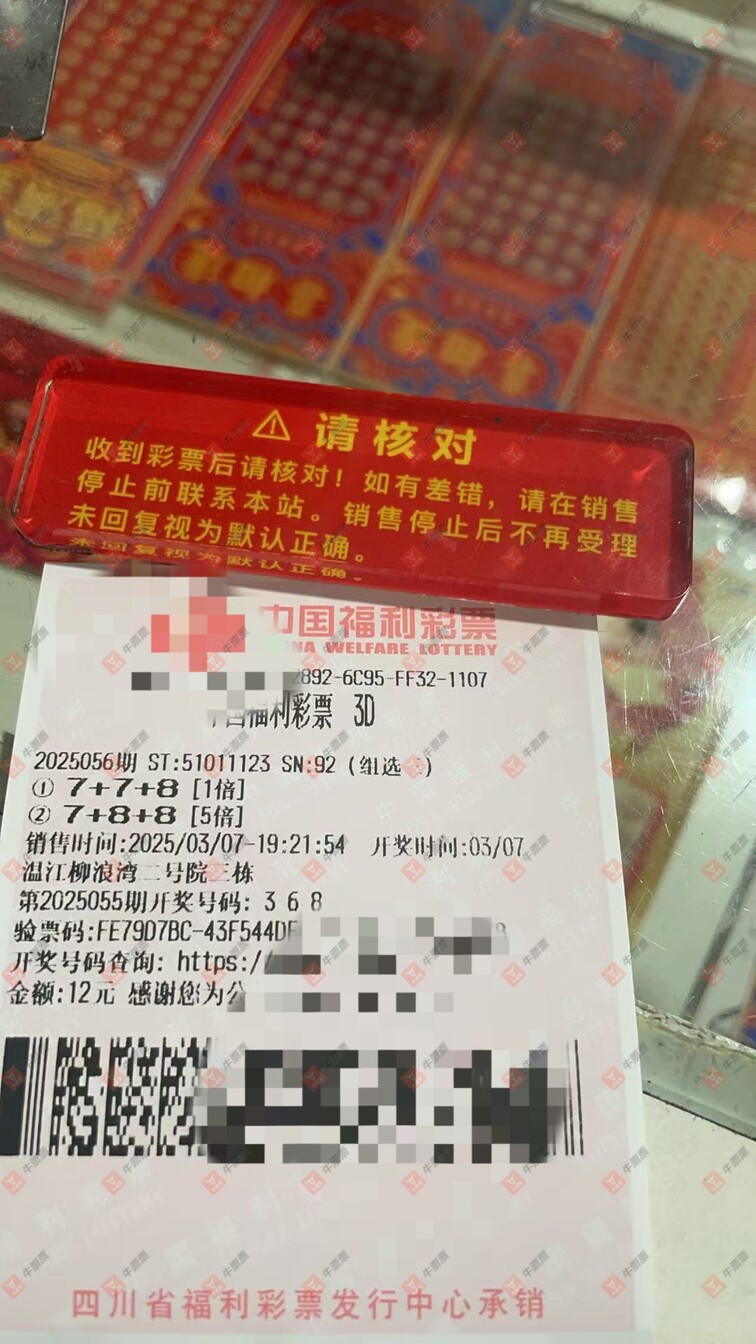 ⚠ 请核对
收到彩票后请核对！如有差错，请在销售
停止前联系本站。销售停止后不再受理
未回复视为默认正确。
中国福利彩票
NA WELFARE LOTTERY
2892-6C95-FF32-1107
中国福利彩票 3D
2025056期 ST:51011123 SN:92 (组选三)
① 7+7+8 [1倍]
② 7+8+8 [5倍]
销售时间:2025/03/07-19:21:54 开奖时间:03/07
温江柳浪湾二号院三栋
第2025055期开奖号码: 3 6 8
验票码:FE79D7BC-43F544DF
开奖号码查询: https:/
金额:12元 感谢您为公
四川省福利彩票发行中心承销
牛票票